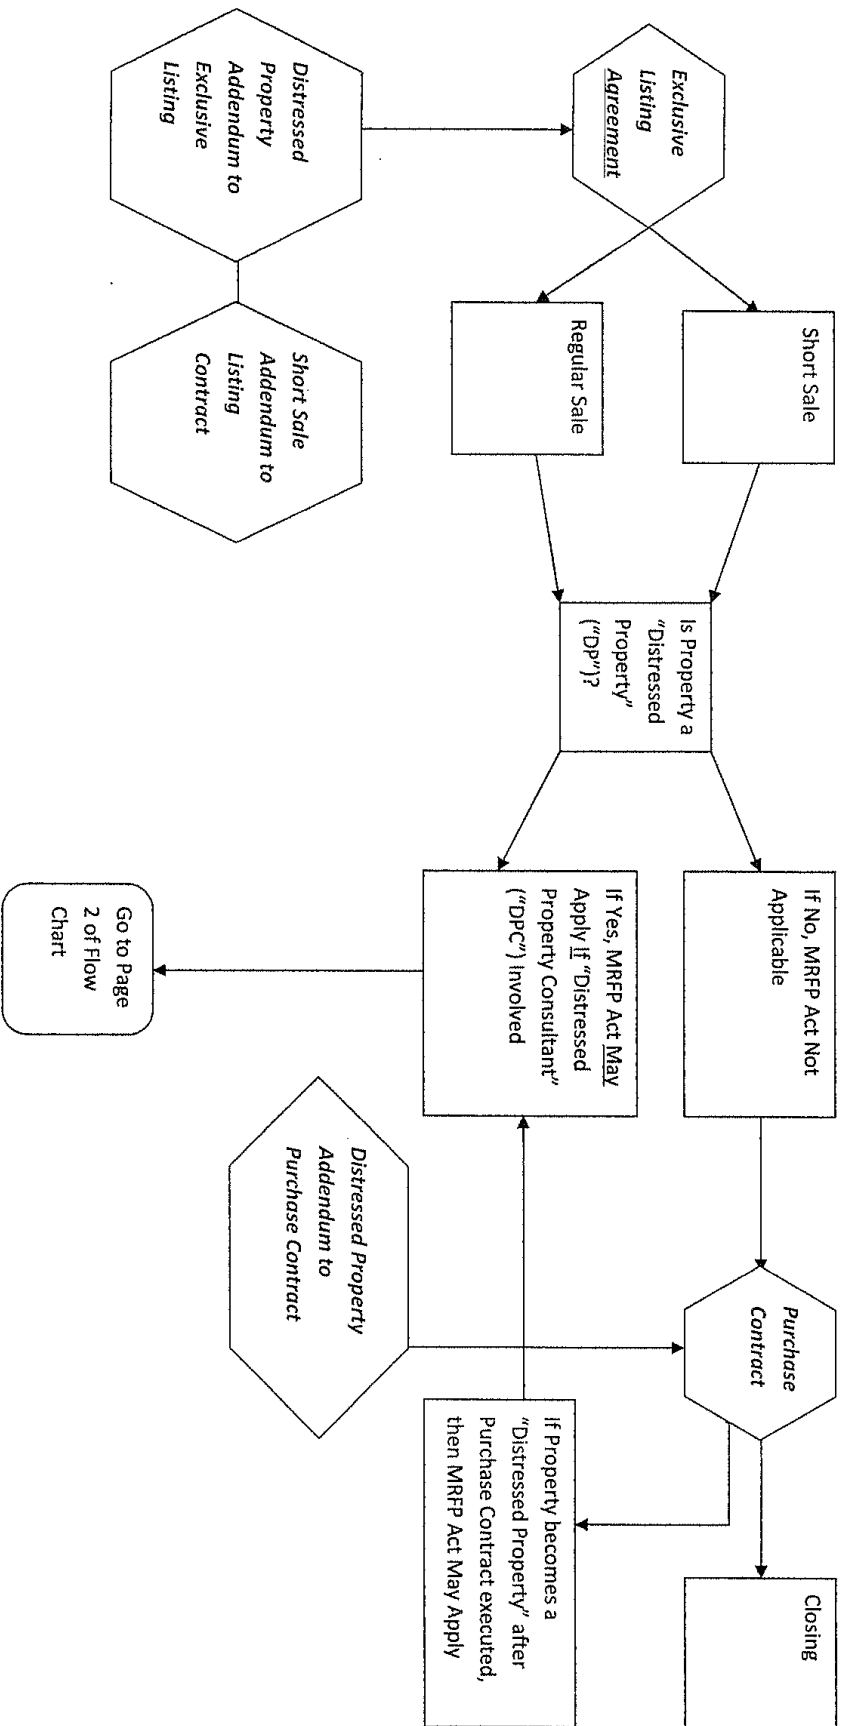 Exclusive
Listing
Agreement
Short Sale
Regular Sale
Distressed
Property
Addendum to
Exclusive
Listing
Short Sale
Addendum to
Listing
Contract
Is Property a
“Distressed
Property”
(“DP”)?
If No, MRFP Act Not
Applicable
If Yes, MRFP Act May
Apply If “Distressed
Property Consultant”
(“DPC”) Involved
Go to Page
2 of Flow
Chart
Purchase
Contract
Distressed Property
Addendum to
Purchase Contract
If Property becomes a
“Distressed Property” after
Purchase Contract executed,
then MRFP Act May Apply
Closing